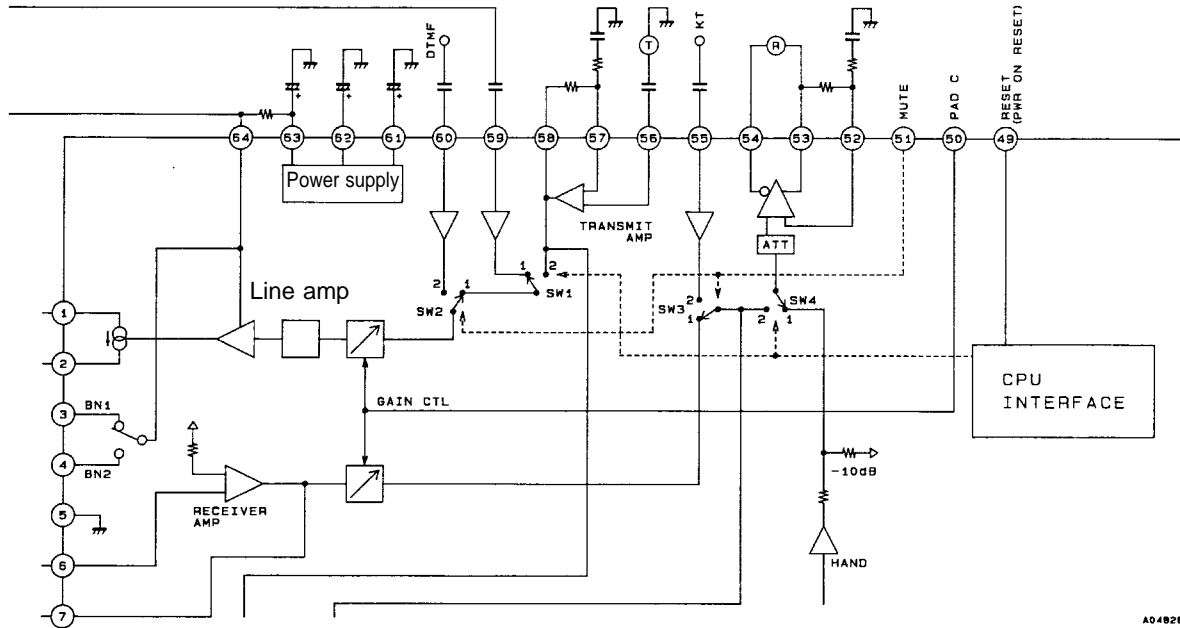 DTMF
T
KT
R
MUTE
PAD C
RESET
(PWR ON RESET)
64
63
62
61
60
59
58
57
56
55
54
53
52
51
50
49
+
+
+
Power supply
TRANSMIT
AMP
ATT
2
1
SW2
1
2
SW1
2
SW3
1
2
1
SW4
Line amp
1
2
3
BN1
4
BN2
5
6
7
GAIN CTL
CPU
INTERFACE
-10dB
RECEIVER
AMP
HAND